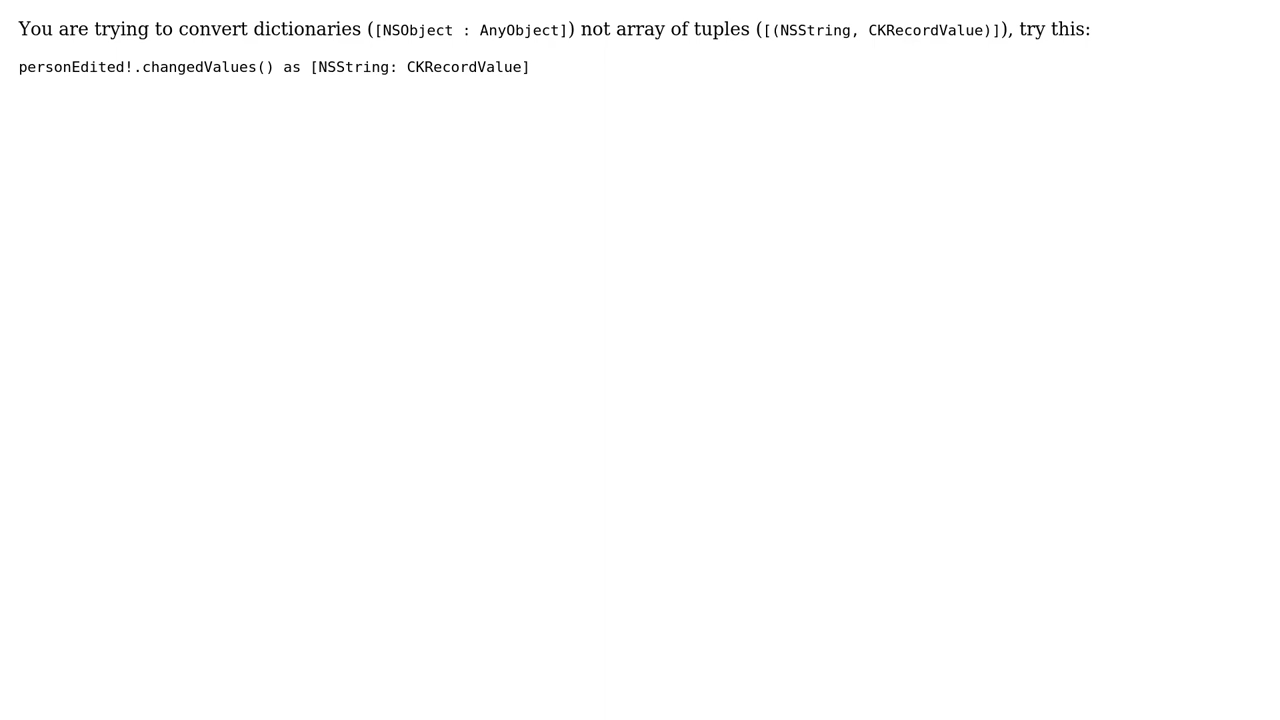 You are trying to convert dictionaries ([NSObject : AnyObject]) not array of tuples ([(NSString, CKRecordValue)]), try this:
personEdited!.changedValues() as [NSString: CKRecordValue]